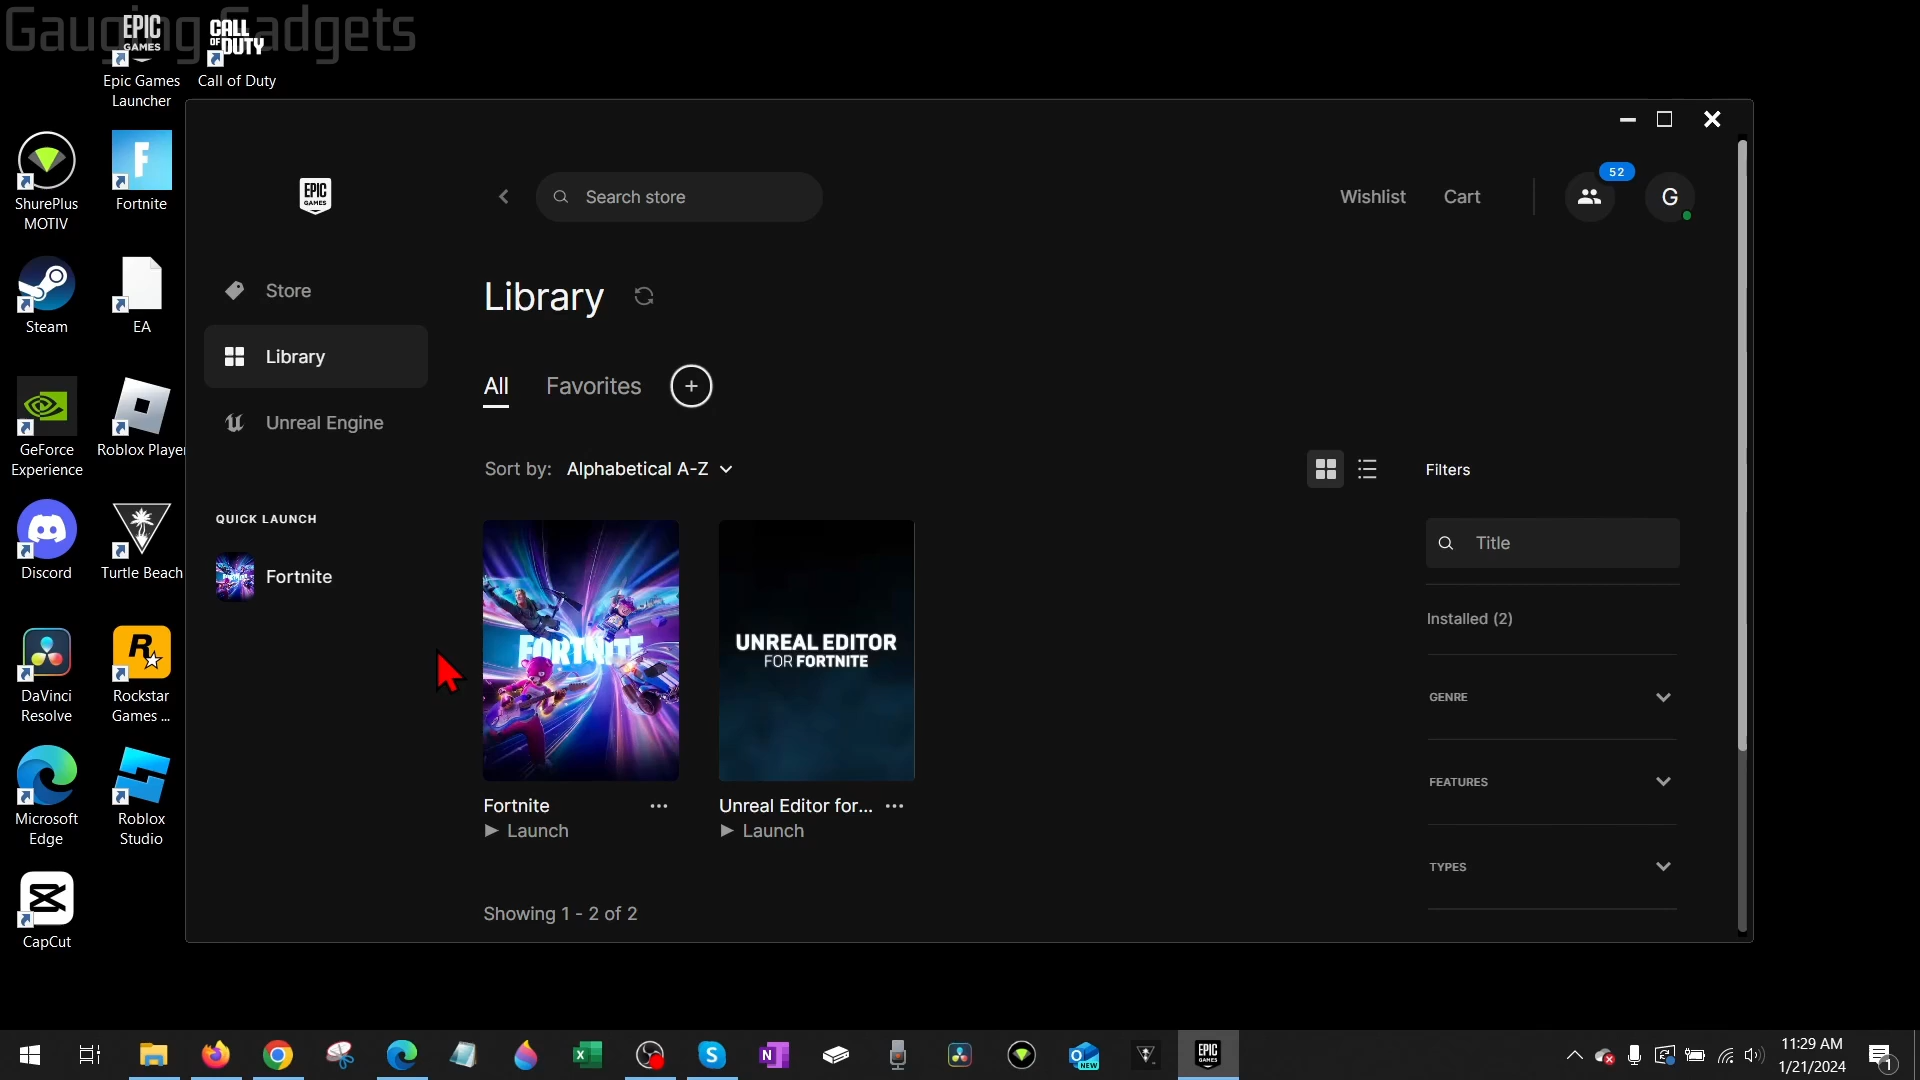 Gauging Gadgets
EPIC
GAMES
CALL
OF DUTY
Epic Games
Launcher
Call of Duty
F
ShurePlus
MOTIV
Fortnite
Steam
EA
GeForce
Experience
Roblox Player
Discord
Turtle Beach
R
DaVinci
Resolve
Rockstar
Games ...
Microsoft
Edge
Roblox
Studio
CapCut
EPIC
GAMES
Search store
Wishlist
Cart
52
G
Store
Library
Unreal Engine
QUICK LAUNCH
Fortnite
Library
All
Favorites
Sort by: Alphabetical A-Z
Filters
Title
Installed (2)
GENRE
FEATURES
TYPES
FORTNITE
UNREAL EDITOR
FOR FORTNITE
Fortnite
Launch
Unreal Editor for...
Launch
Showing 1 - 2 of 2
X
S
N
O
NEW
EPIC
GAMES
11:29 AM
1/21/2024
1